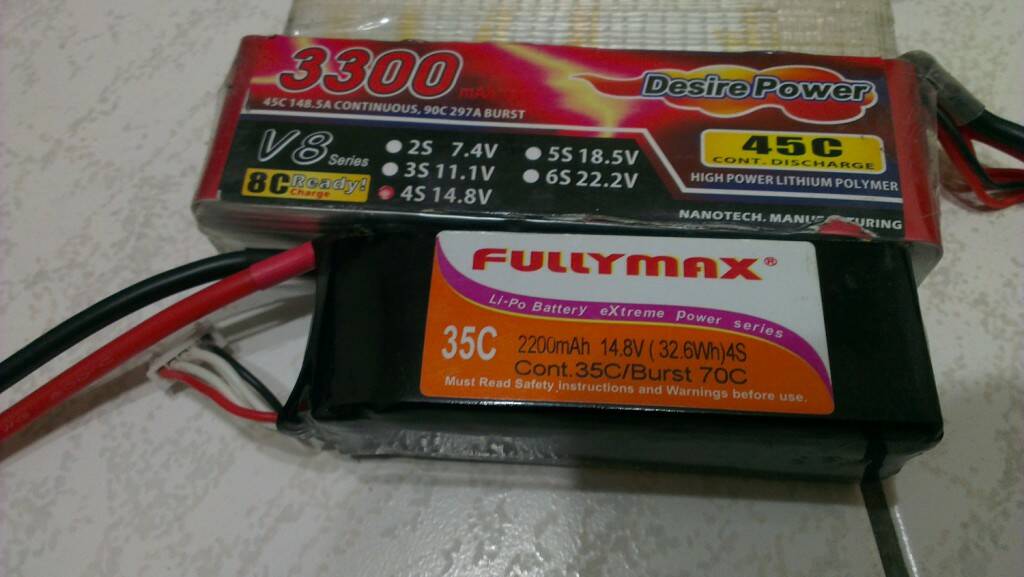 3300 mAh
Desire Power
45C 148.5A CONTINUOUS, 90C 297A BURST
V8 Series
8C Ready!
Charge
2S 7.4V
3S 11.1V
4S 14.8V
5S 18.5V
6S 22.2V
45C
CONT. DISCHARGE
HIGH POWER LITHIUM POLYMER
NANOTECH. MANUFACTURING
FULLYMAX®
Li-Po Battery eXtreme power series
35C
2200mAh 14.8V (32.6Wh)4S
Cont.35C/Burst 70C
Must Read Safety instructions and Warnings before use.